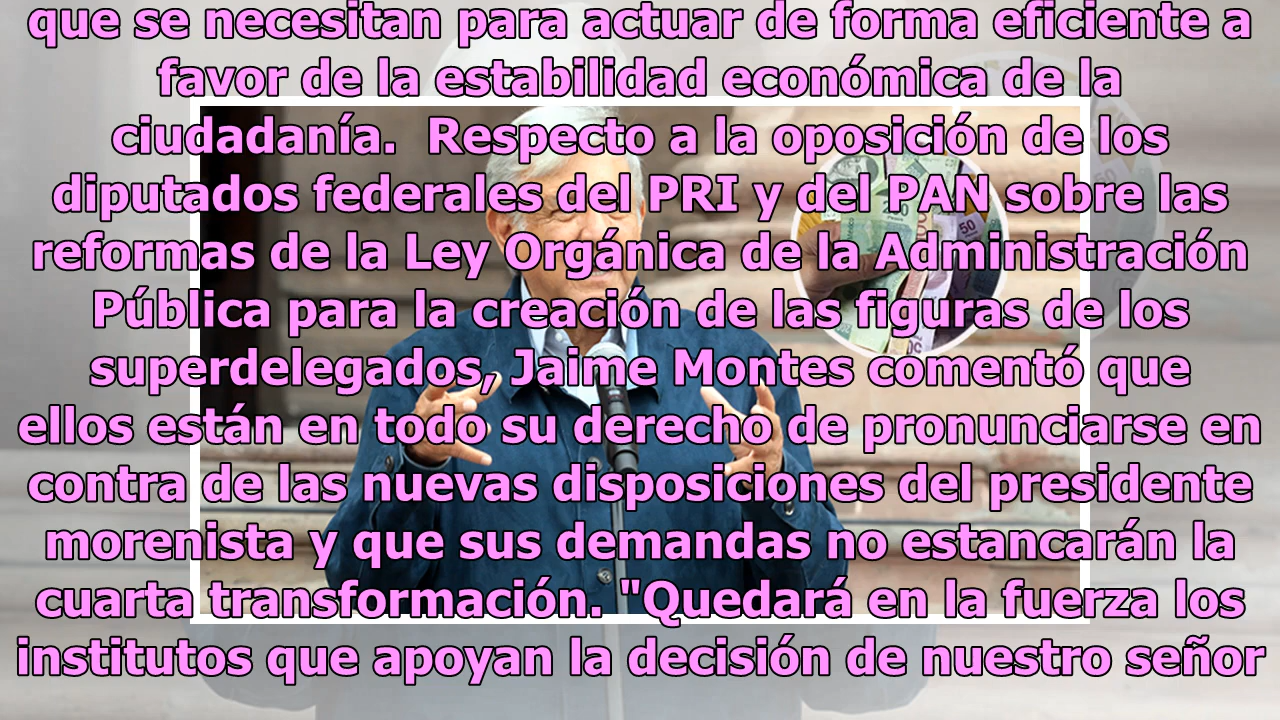 que se necesitan para actuar de forma eficiente a
favor de la estabilidad económica de la
ciudadanía.  Respecto a la oposición de los
diputados federales del PRI y del PAN sobre las
reformas de la Ley Orgánica de la Administración
Pública para la creación de las figuras de los
superdelegados, Jaime Montes comentó que
ellos están en todo su derecho de pronunciarse en
contra de las nuevas disposiciones del presidente
morenista y que sus demandas no estancarán la
cuarta transformación. "Quedará en la fuerza los
institutos que apoyan la decisión de nuestro señor
50